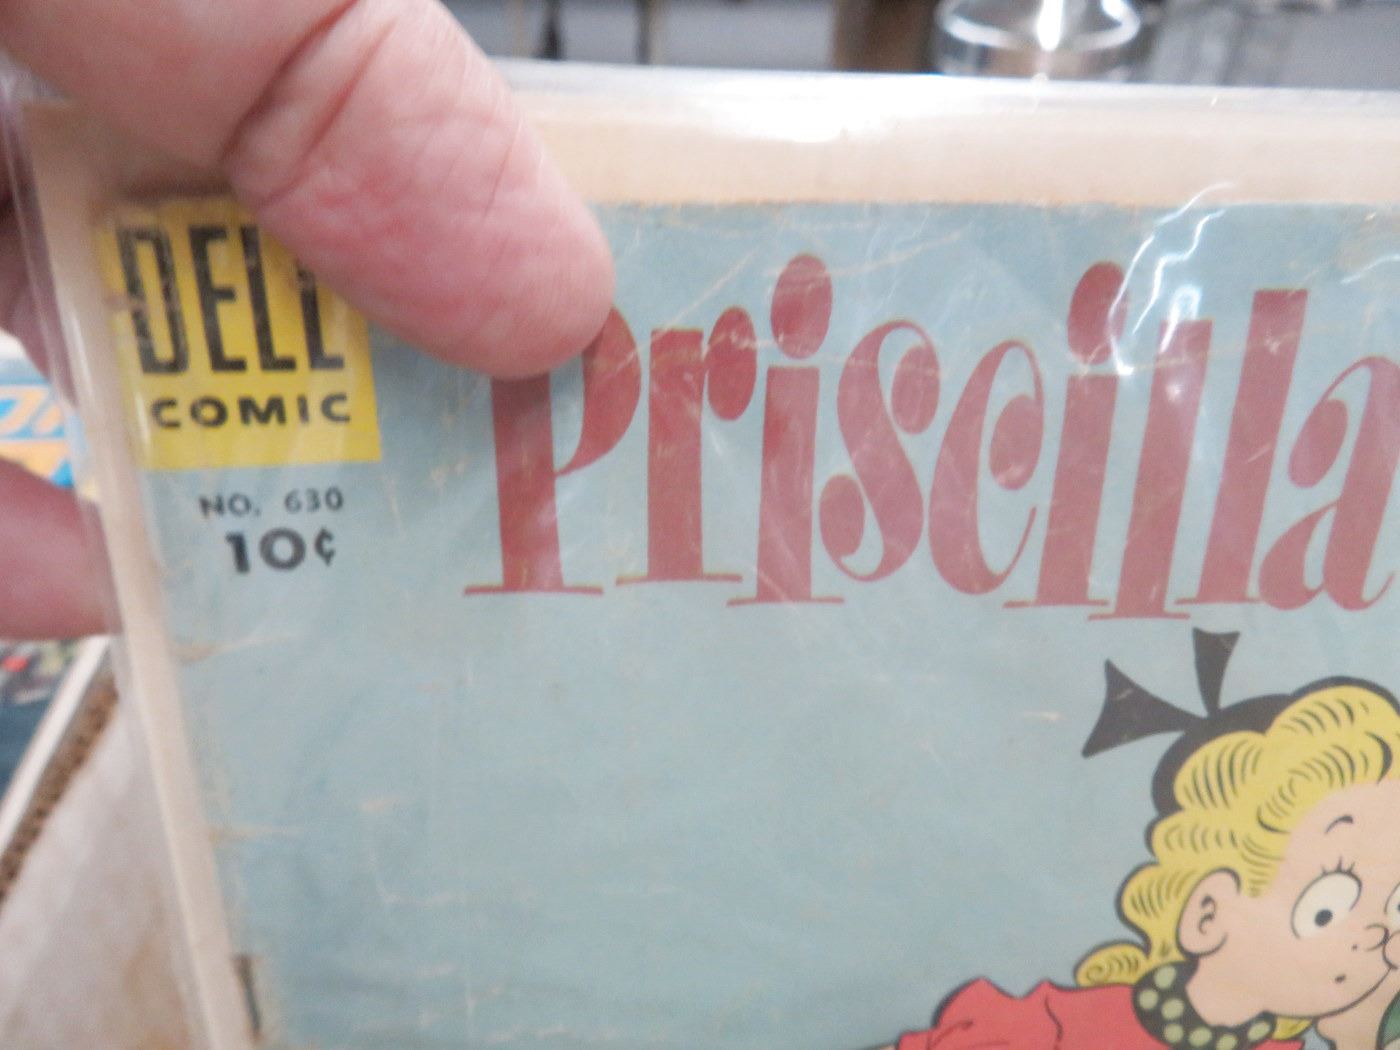 DELL
COMIC
NO. 630
10¢
Priscilla